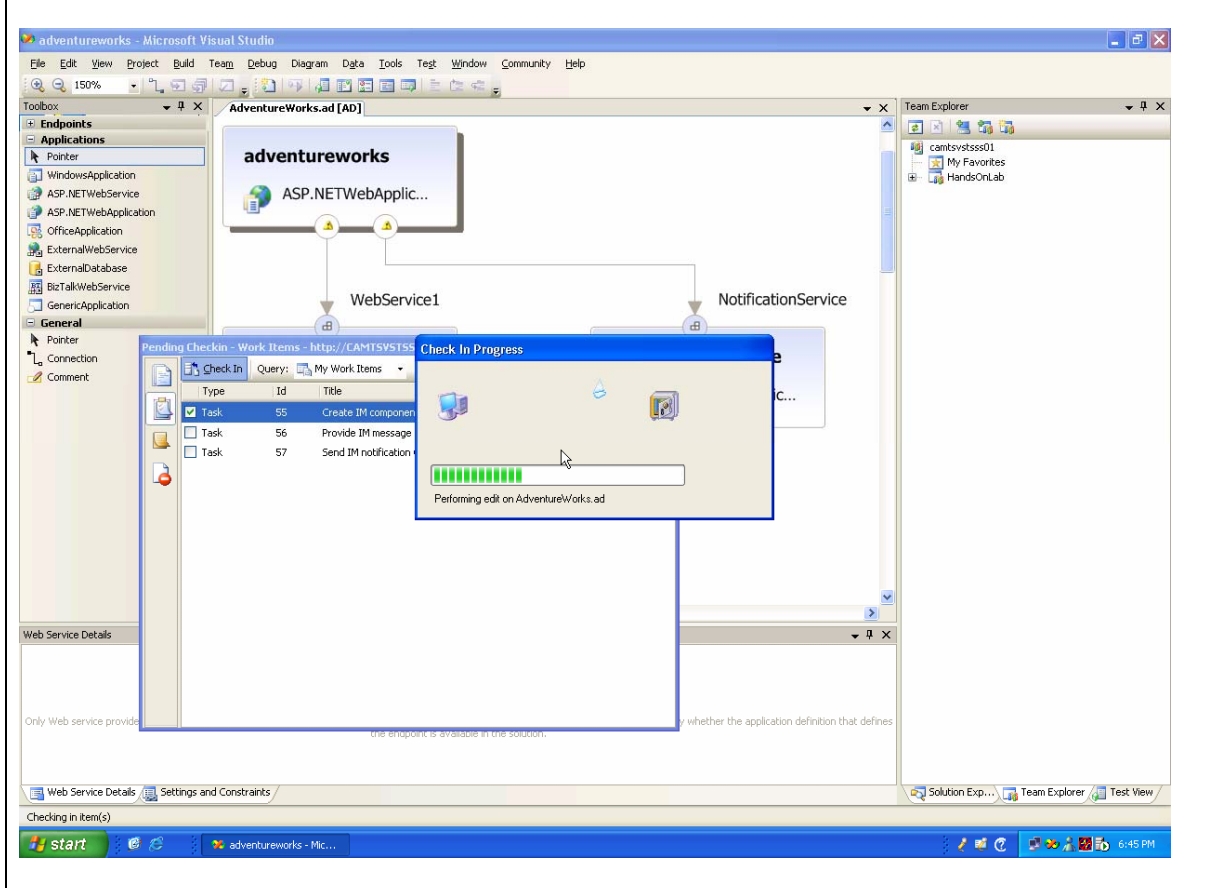 adventureworks - Microsoft Visual Studio
File Edit View Project Build Team Debug Diagram Data Tools Test Window Community Help
150%
Toolbox
Endpoints
Applications
Pointer
WindowsApplication
ASP.NETWebService
ASP.NETWebApplication
OfficeApplication
ExternalWebService
ExternalDatabase
BizTalkWebService
GenericApplication
General
Pointer
Connection
Comment
AdventureWorks.ad [AD]
adventureworks
ASP.NETWebApplic...
WebService1
NotificationService
e
ic...
Pending Checkin - Work Items - http://CAMTSVSTSS
Check In Query: My Work Items
Type Id Title
Task 55 Create IM componen
Task 56 Provide IM message
Task 57 Send IM notification
Check In Progress
Performing edit on AdventureWorks.ad
Team Explorer
camtsvstsss01
My Favorites
HandsOnLab
Web Service Details
Only Web service provide
y whether the application definition that defines
the endpoint is available in the solution.
Web Service Details Settings and Constraints
Solution Exp... Team Explorer Test View
Checking in item(s)
start adventureworks - Mic... 6:45 PM